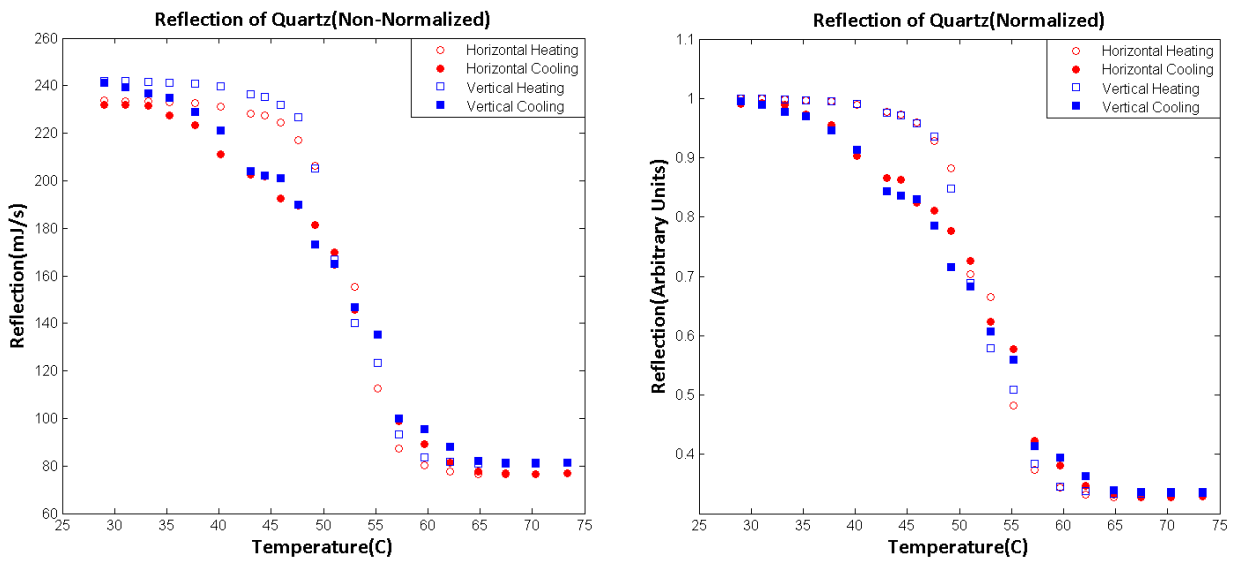 Reflection of Quartz(Non-Normalized)
260
240
220
200
180
160
140
120
100
80
60
25 30 35 40 45 50 55 60 65 70 75
Reflection(mJ/s)
Temperature(C)
Horizontal Heating
Horizontal Cooling
Vertical Heating
Vertical Cooling
Reflection of Quartz(Normalized)
1.1
1
0.9
0.8
0.7
0.6
0.5
0.4
25 30 35 40 45 50 55 60 65 70 75
Reflection(Arbitrary Units)
Temperature(C)
Horizontal Heating
Horizontal Cooling
Vertical Heating
Vertical Cooling